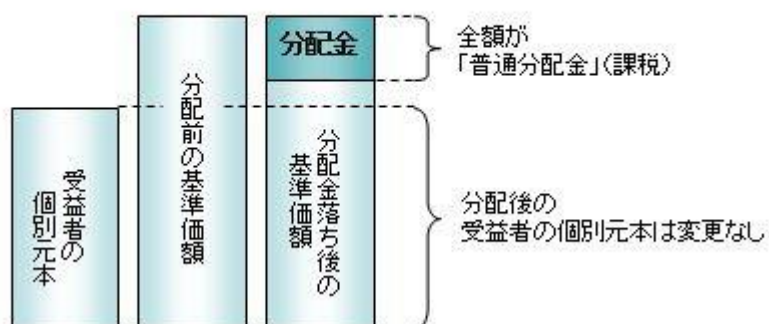 受益者の
個別元本
分配前の基準価額
分配金
分配金落ち後の
基準価額
全額が
「普通分配金」(課税)
分配後の
受益者の個別元本は変更なし